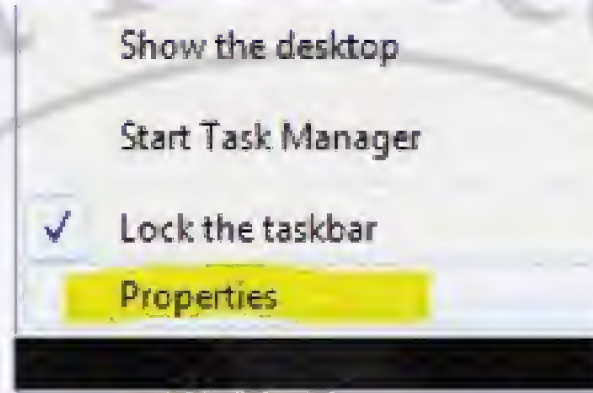 Show the desktop
Start Task Manager
Lock the taskbar
Properties